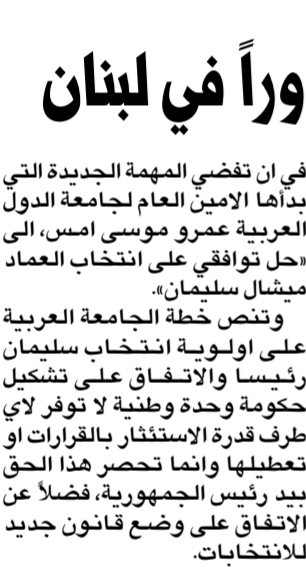 وراً في لبنان
في ان تفضي المهمة الجديدة التي
بدأها الامين العام لجامعة الدول
العربية عمرو موسى امس، الى
«حل توافقي على انتخاب العماد
ميشال سليمان».
وتنص خطة الجامعة العربية
على اولوية انتخاب سليمان
رئيسا والاتفاق على تشكيل
حكومة وحدة وطنية لا توفر لاي
طرف قدرة الاستئثار بالقرارات او
تعطيلها وانما تحصر هذا الحق
بيد رئيس الجمهورية، فضلاً عن
الاتفاق على وضع قانون جديد
للانتخابات.